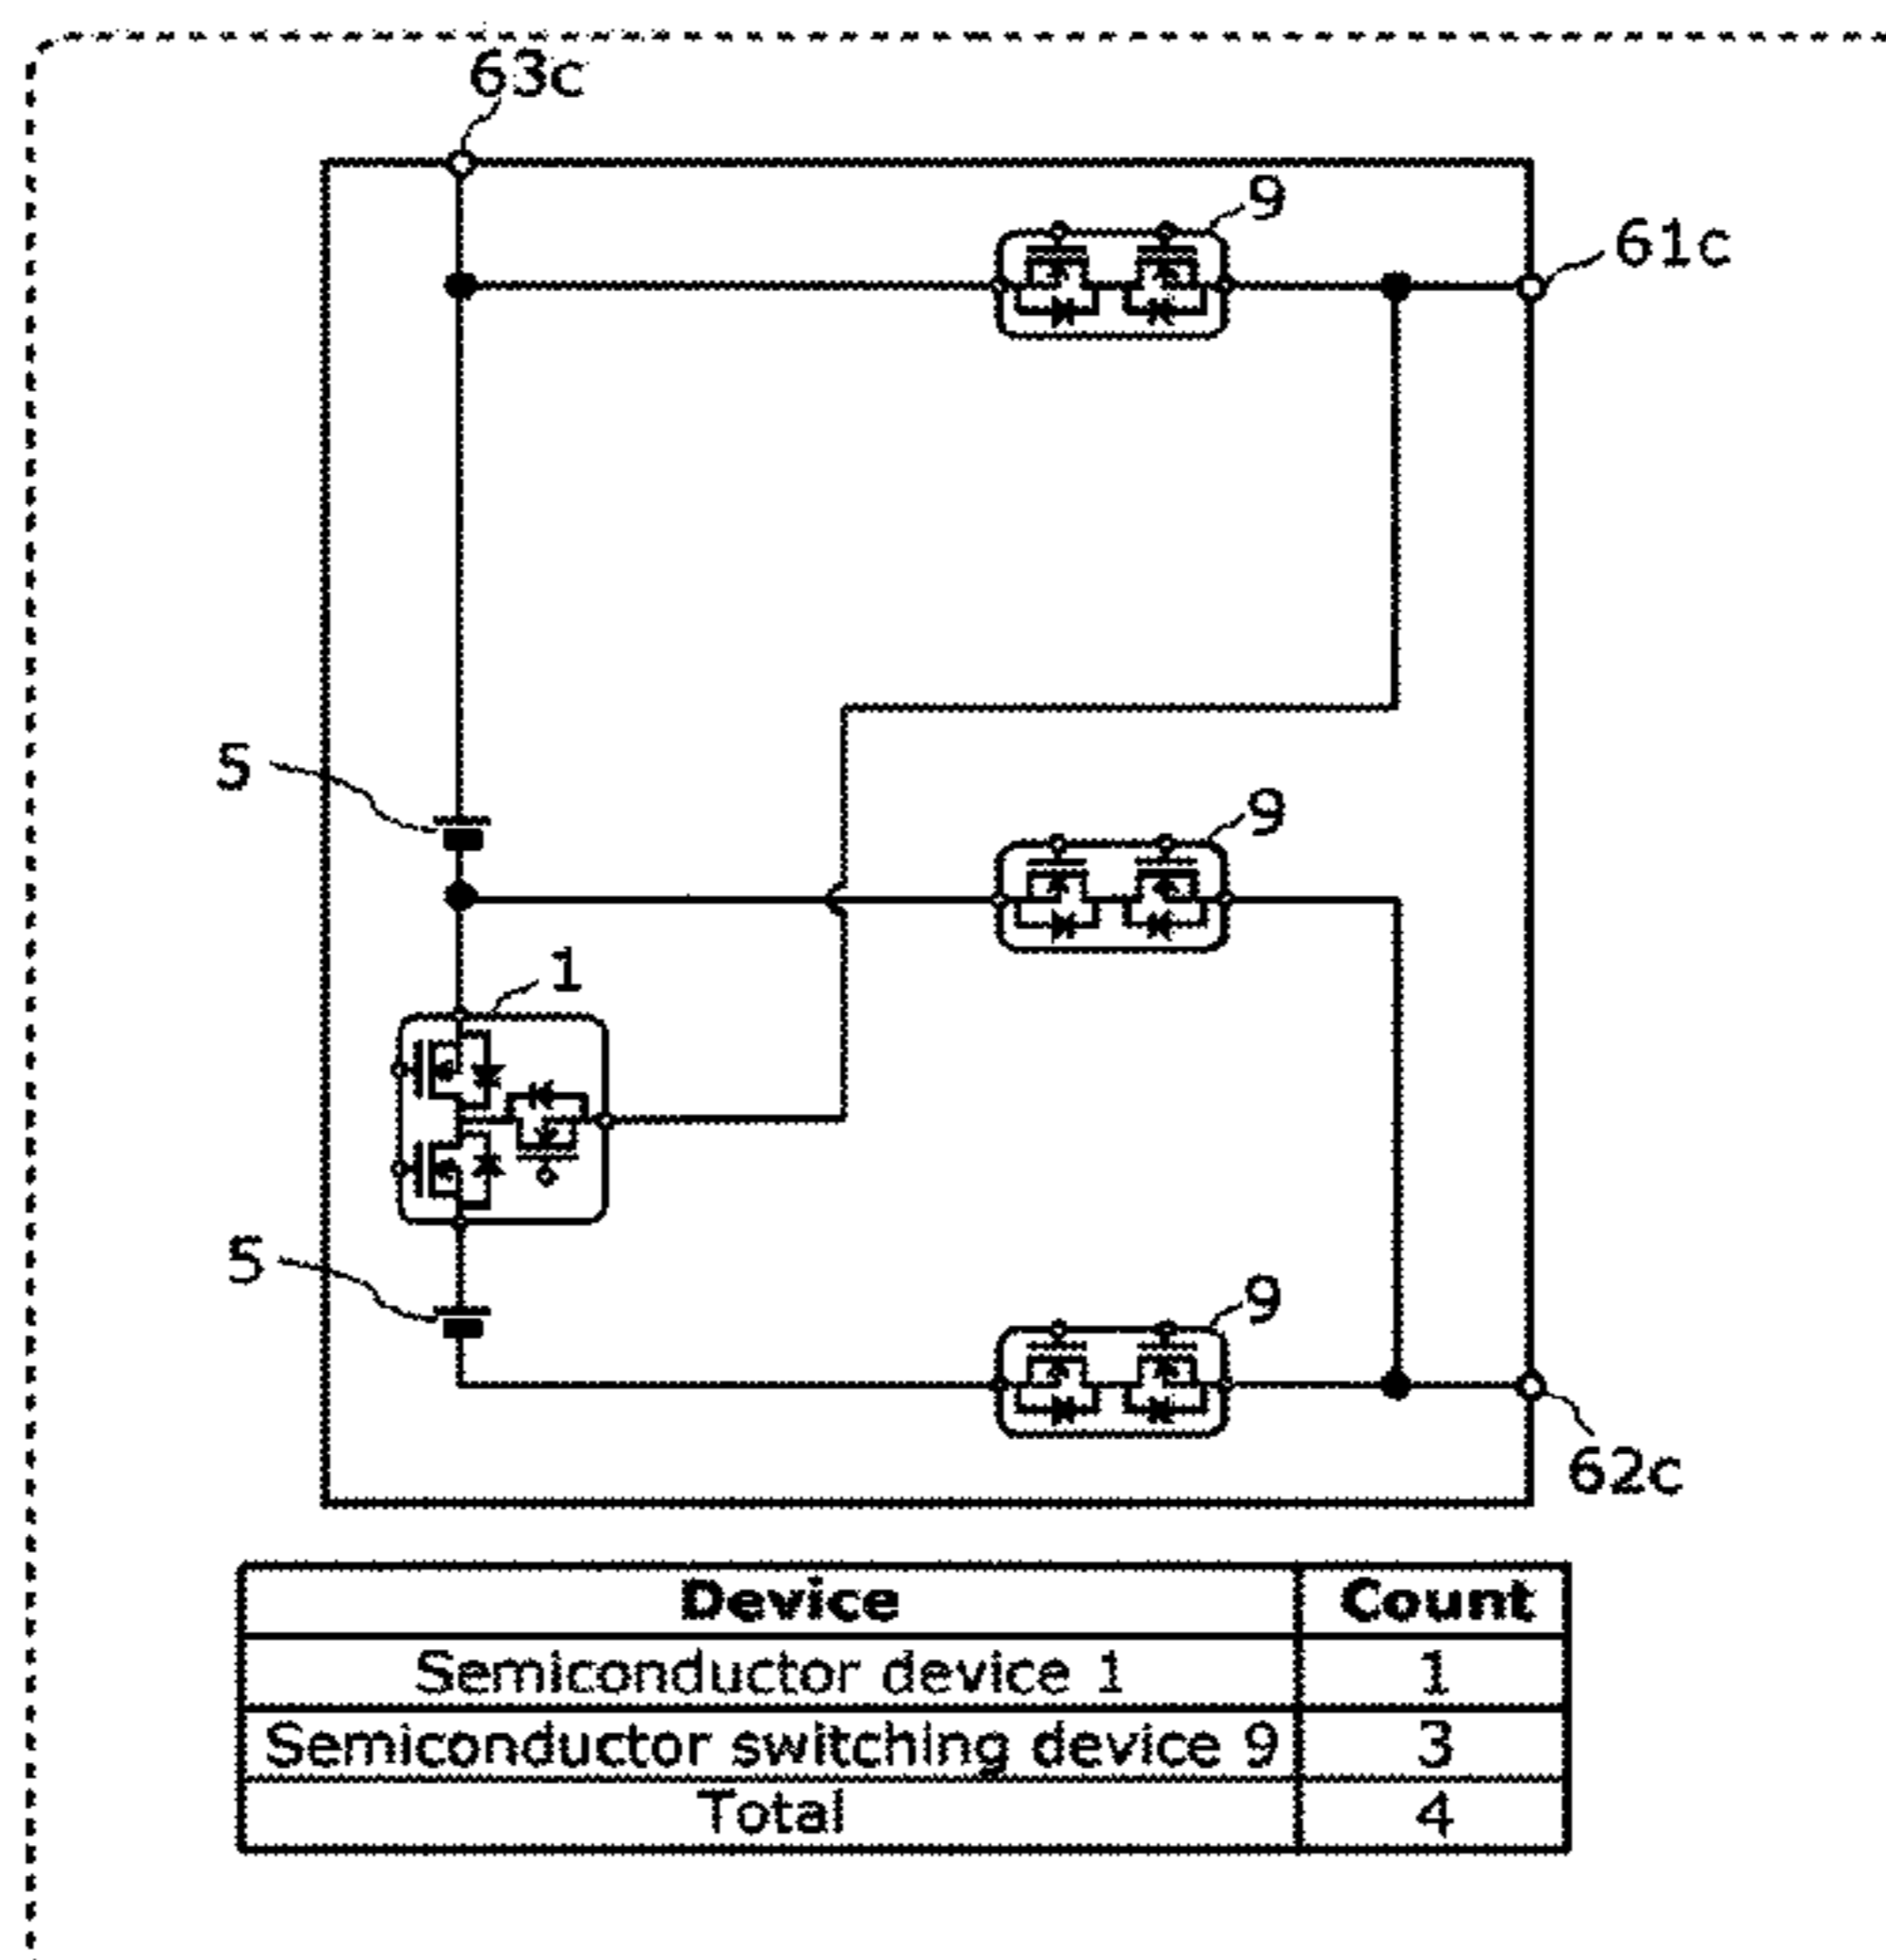 63c
9
61c
5
9
1
5
9
62c
Device Count
Semiconductor device 1 1
Semiconductor switching device 9 3
Total 4